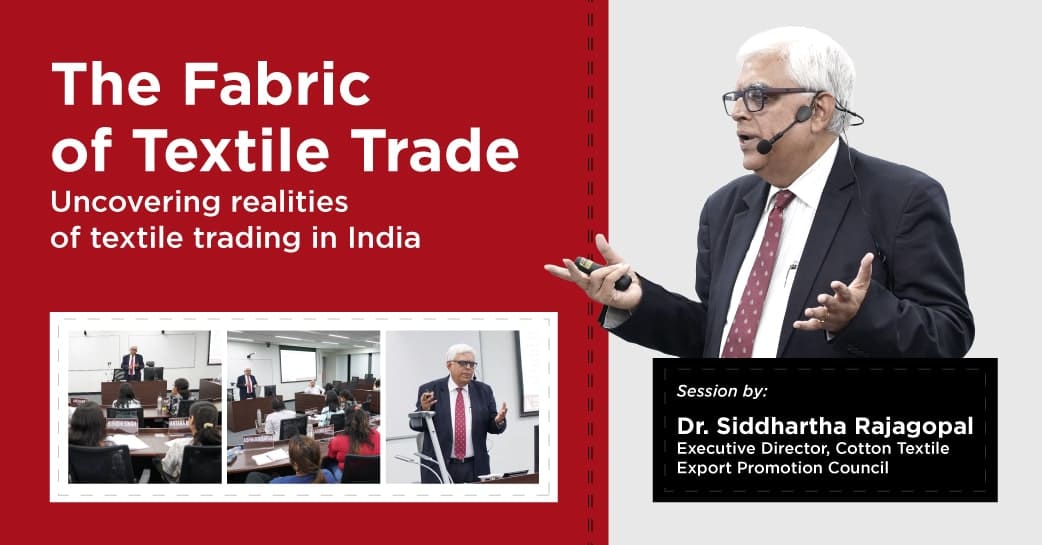 The Fabric
of Textile Trade
Uncovering realities
of textile trading in India
Session by:
Dr. Siddhartha Rajagopal
Executive Director, Cotton Textile
Export Promotion Council